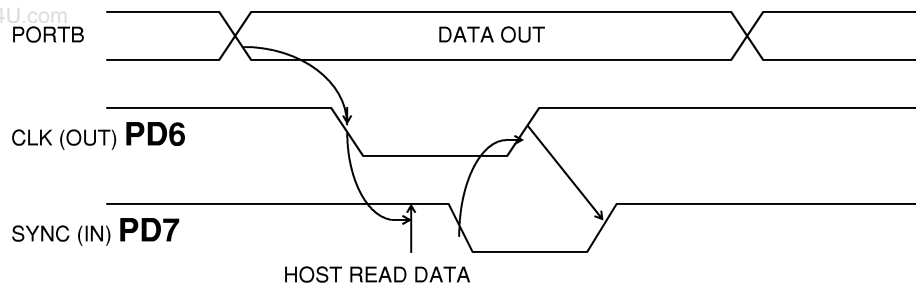 4U.com
PORTB DATA OUT
CLK (OUT) PD6
SYNC (IN) PD7
HOST READ DATA